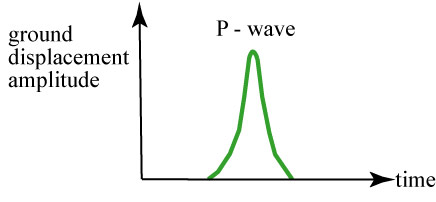 P - wave
ground
displacement
amplitude
time